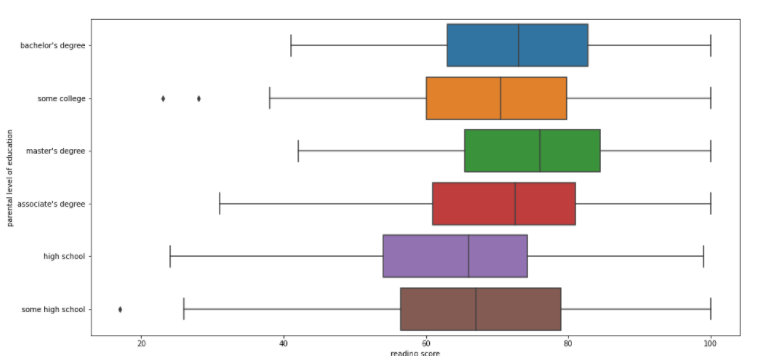 bachelor's degree
some college
master's degree
associate's degree
high school
some high school
parental level of education
20 40 60 80 100
reading score